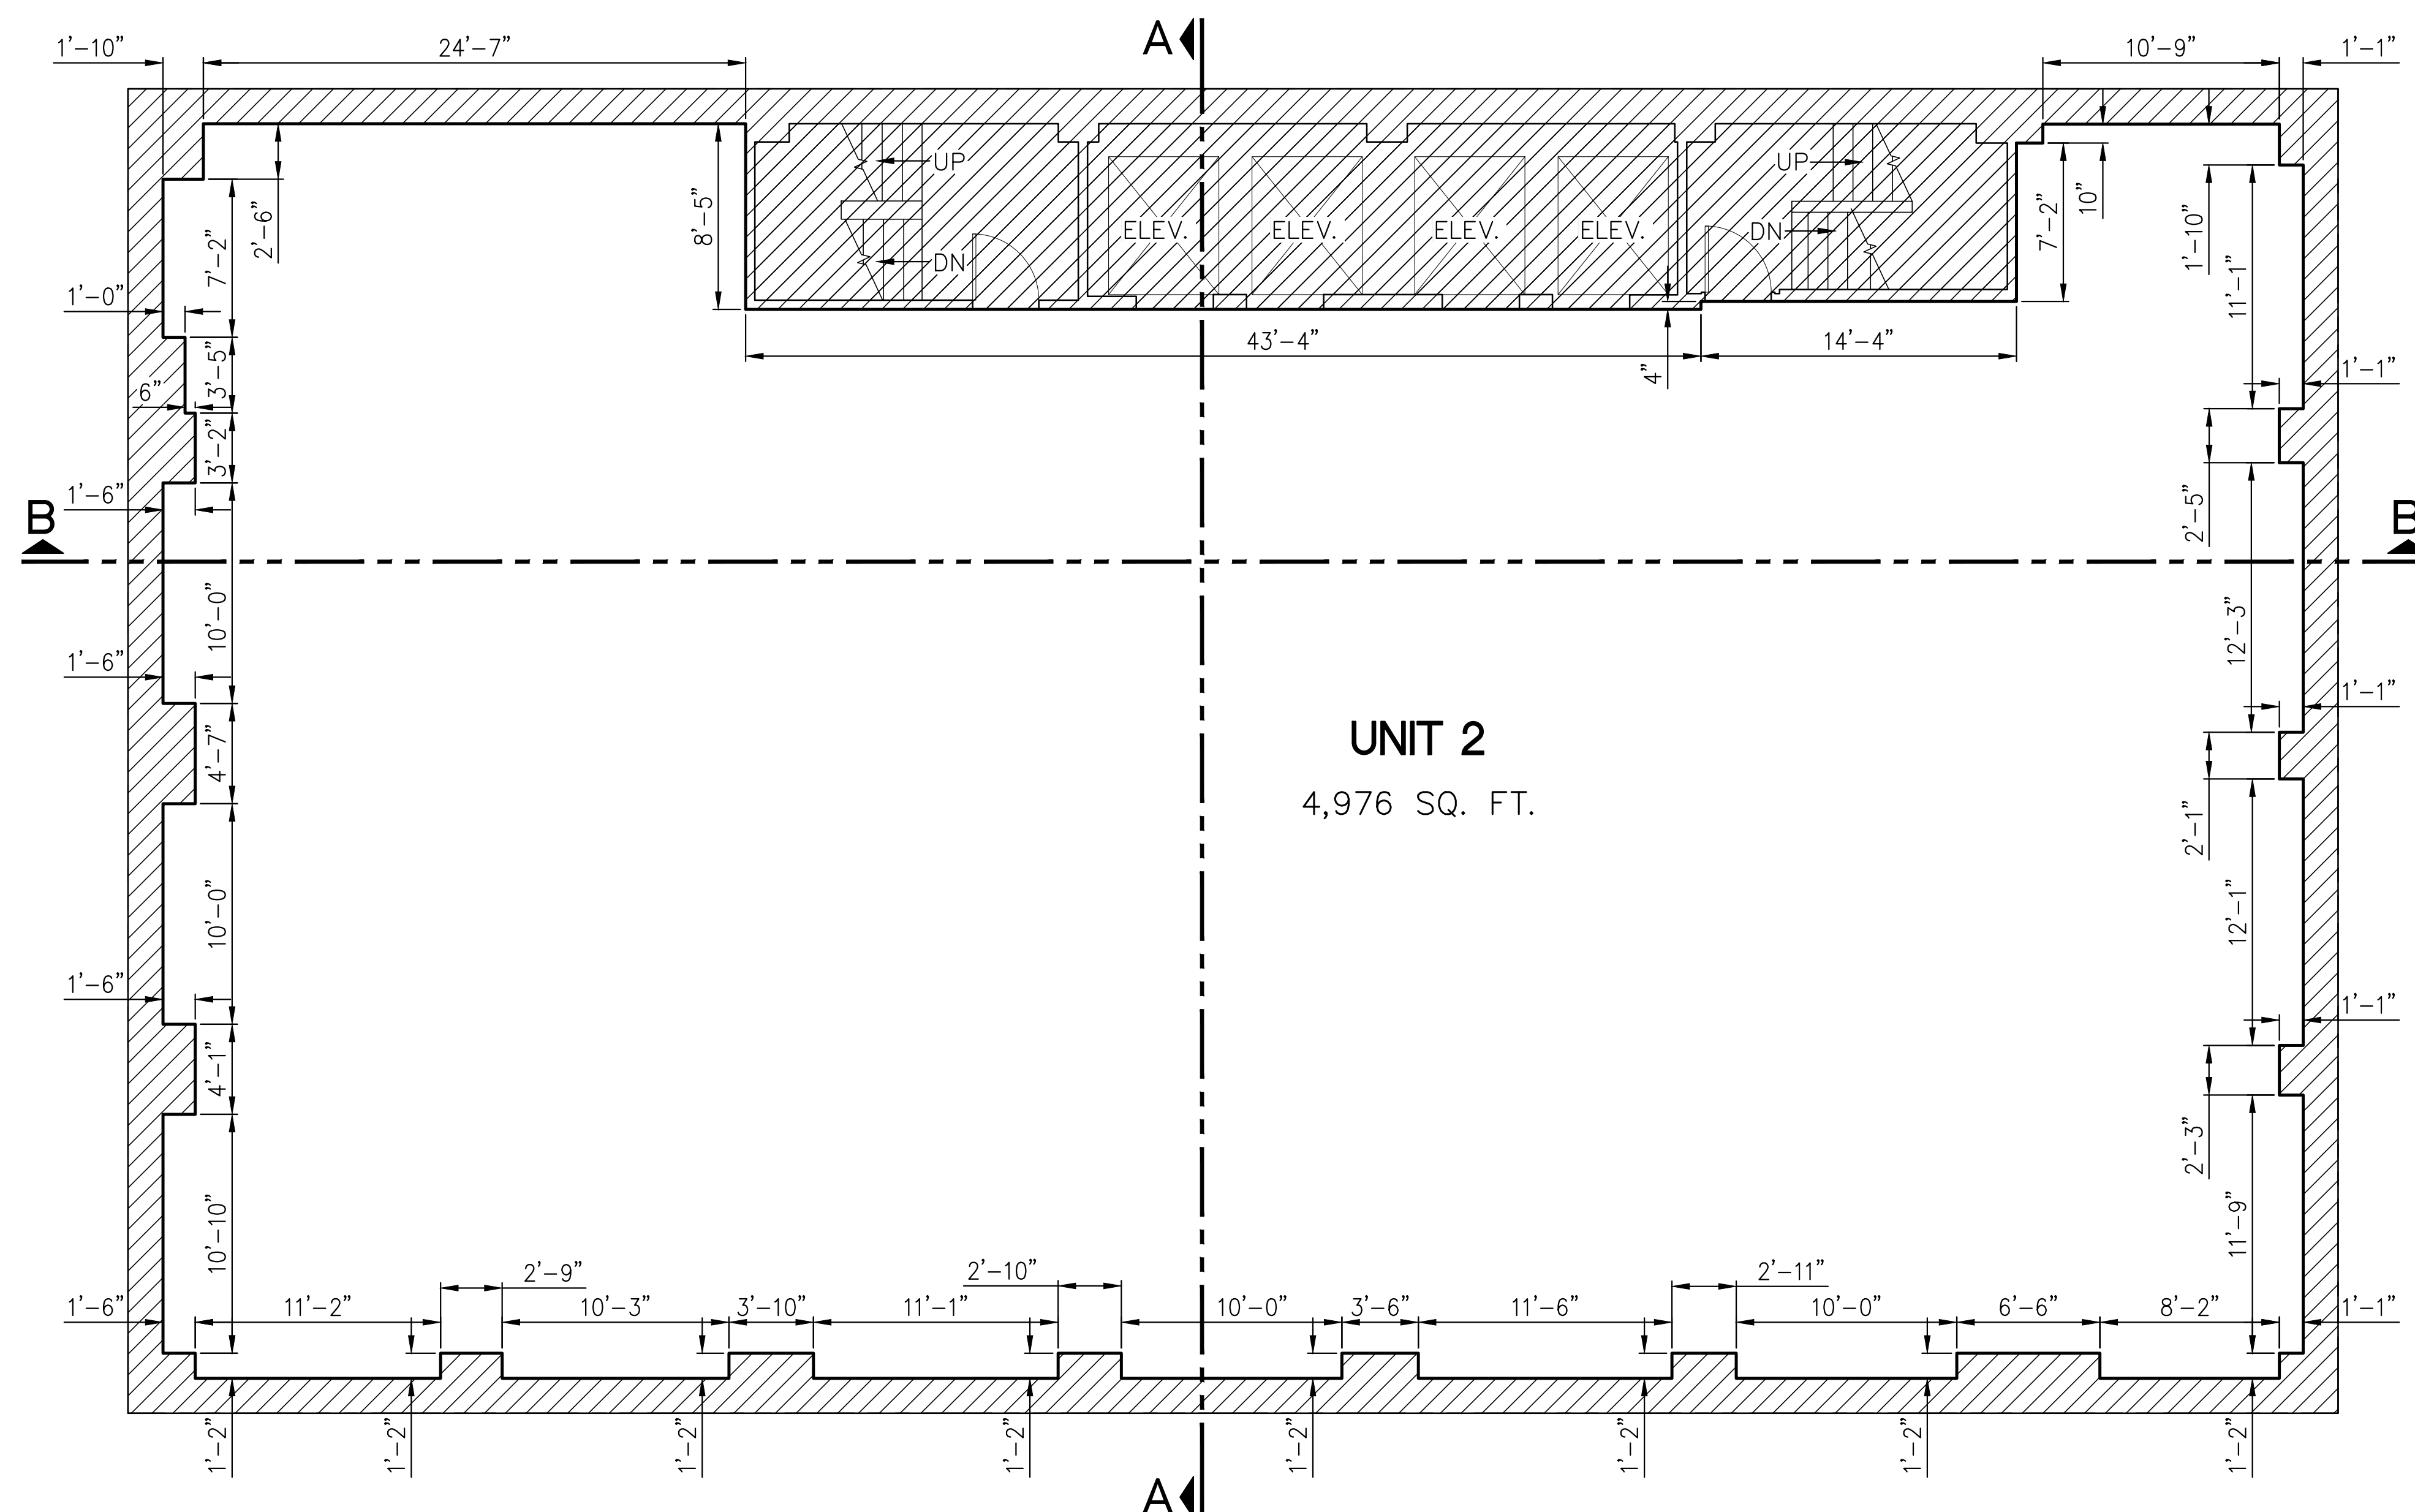 A
1’–10” 24’–7” 10’–9” 1’–1”
UP UP
8’–5” 7’–2” 10” 1’–10”
2’–6” 7’–2” ELEV. ELEV. ELEV. ELEV. DN 11’–1”
DN
1’–0”
43’–4” 14’–4”
3’–5” 4” 1’–1”
6”
3’–2”
1’–6” 2’–5”
B B
10’–0” 12’–3”
1’–6” 1’–1”
4’–7” UNIT 2
4,976 SQ. FT. 2’–1”
10’–0” 12’–1”
1’–6” 1’–1”
4’–1” 2’–3”
10’–10” 11’–9”
2’–9” 2’–10” 2’–11”
1’–6” 11’–2” 10’–3” 3’–10” 11’–1” 10’–0” 3’–6” 11’–6” 10’–0” 6’–6” 8’–2” 1’–1”
1’–2” 1’–2” 1’–2” 1’–2” 1’–2” 1’–2” 1’–2” 1’–2”
A